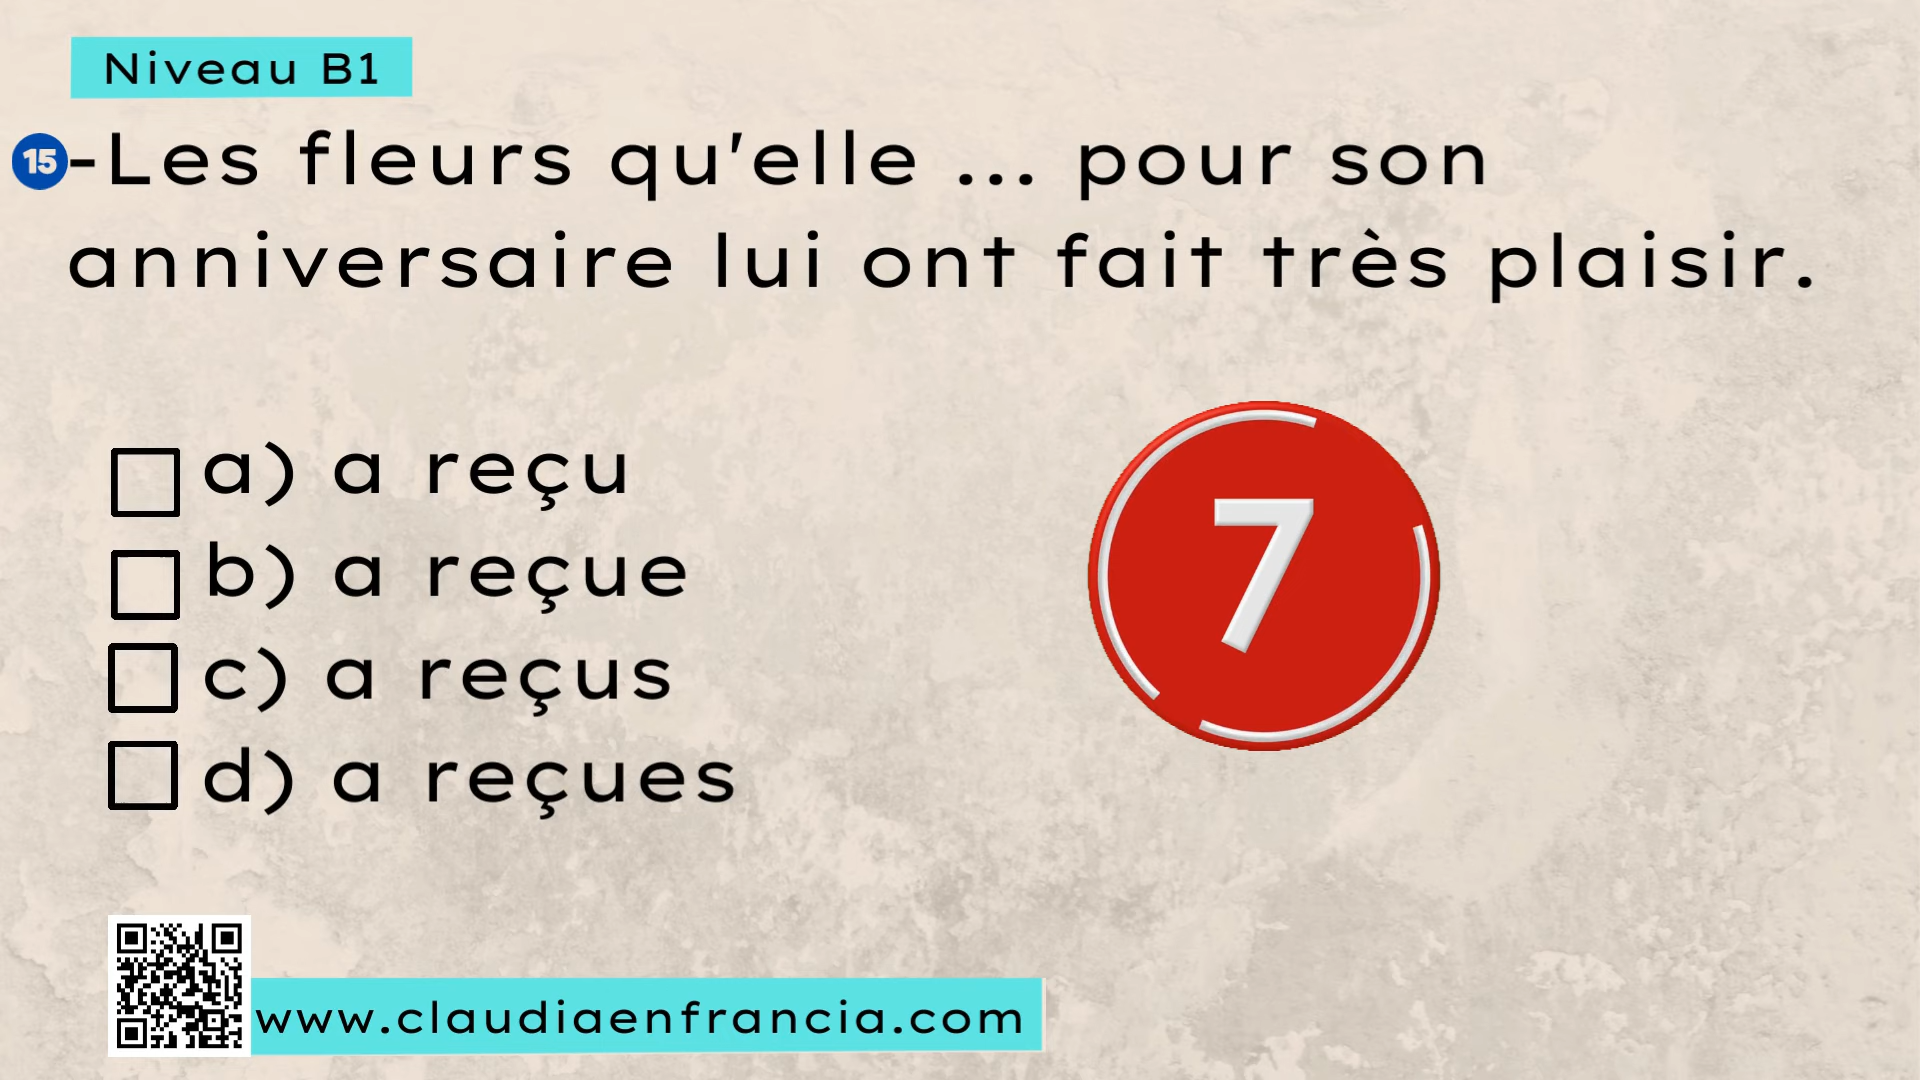 Niveau B1
15-Les fleurs qu'elle ... pour son
anniversaire lui ont fait très plaisir.
a) a reçu
b) a reçue
c) a reçus
d) a reçues
7
www.claudiaenfrancia.com